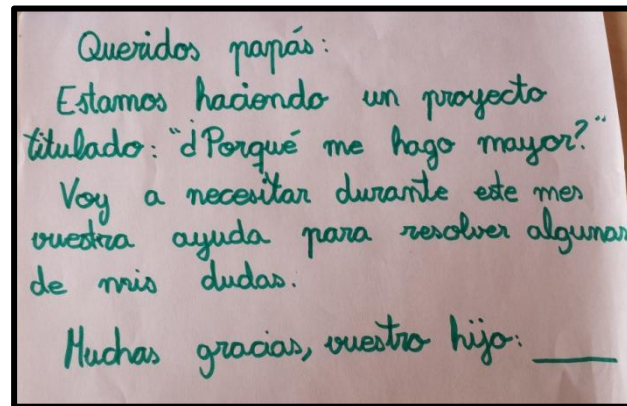 Queridos papás:
Estamos haciendo un proyecto
titulado: "¿Porqué me hago mayor?"
Voy a necesitar durante este mes
vuestra ayuda para resolver algunas
de mis dudas.
Muchas gracias, vuestro hijo: ______